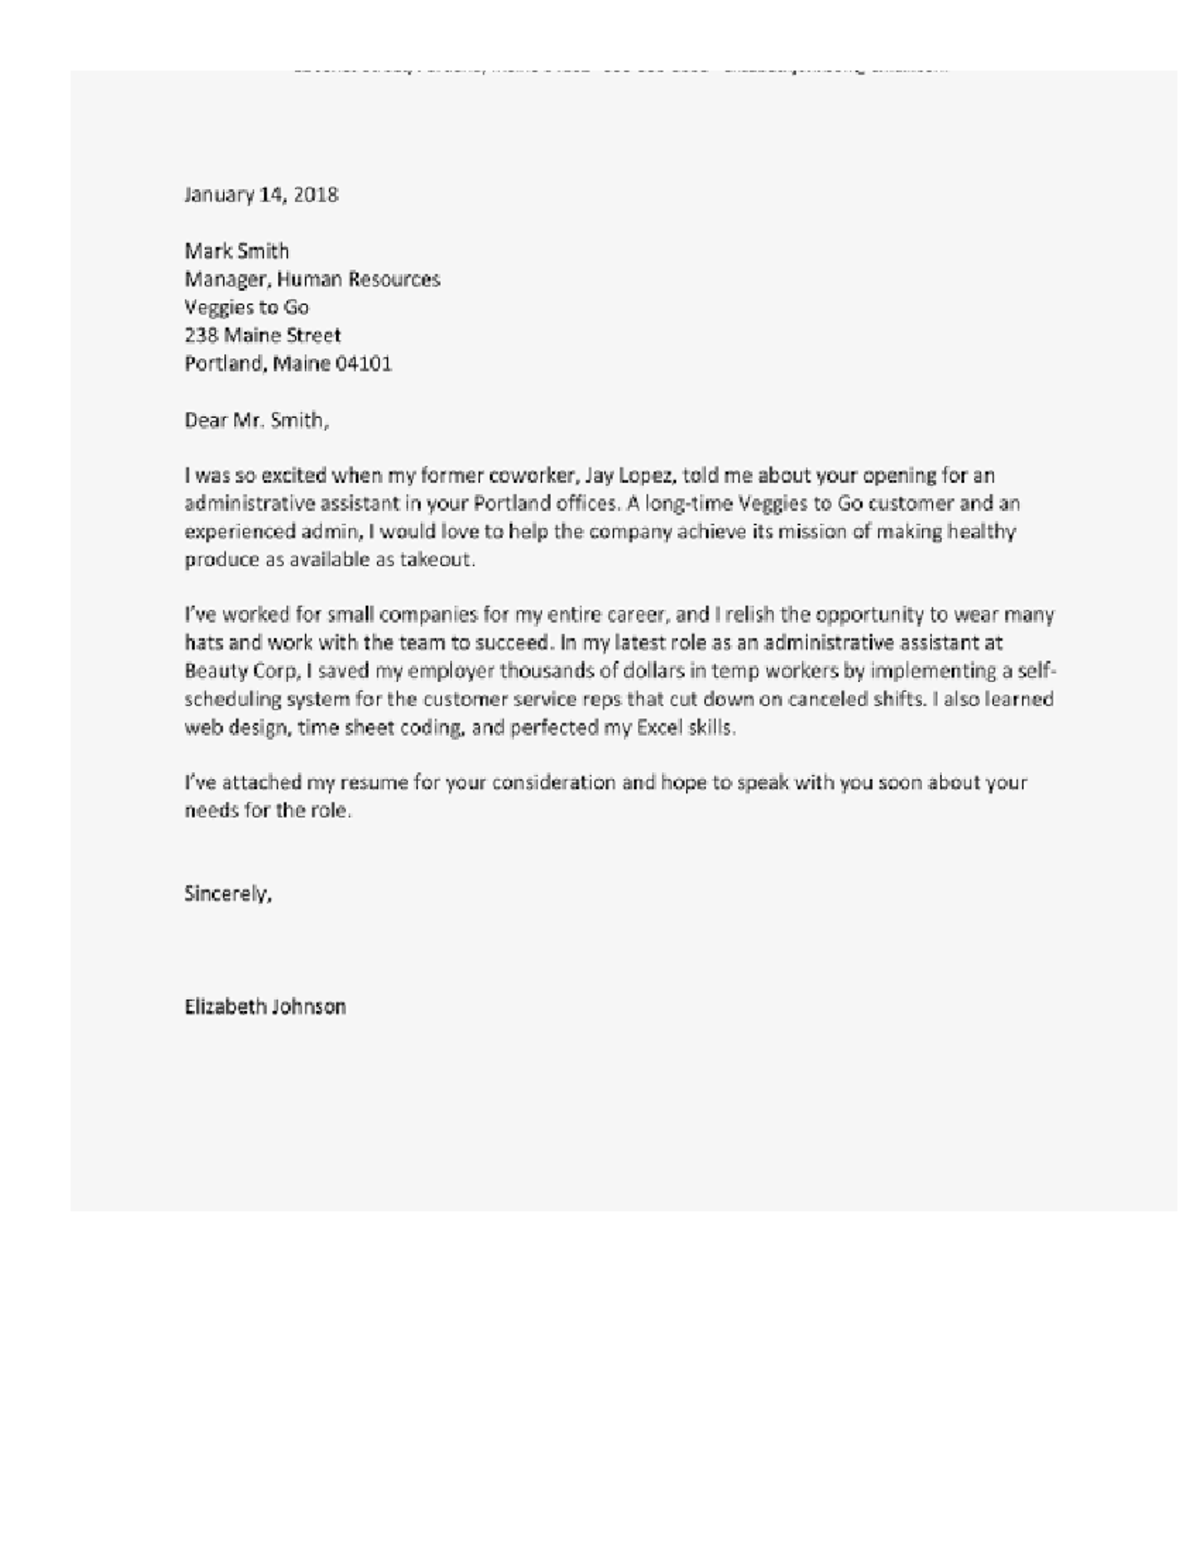 January 14, 2018
Mark Smith
Manager, Human Resources
Veggies to Go
238 Maine Street
Portland, Maine 04101
Dear Mr. Smith,
I was so excited when my former coworker, Jay Lopez, told me about your opening for an
administrative assistant in your Portland offices. A long-time Veggies to Go customer and an
experienced admin, I would love to help the company achieve its mission of making healthy
produce as available as takeout.
I've worked for small companies for my entire career, and I relish the opportunity to wear many
hats and work with the team to succeed. In my latest role as an administrative assistant at
Beauty Corp, I saved my employer thousands of dollars in temp workers by implementing a self-
scheduling system for the customer service reps that cut down on canceled shifts. I also learned
web design, time sheet coding, and perfected my Excel skills.
I've attached my resume for your consideration and hope to speak with you soon about your
needs for the role.
Sincerely,
Elizabeth Johnson